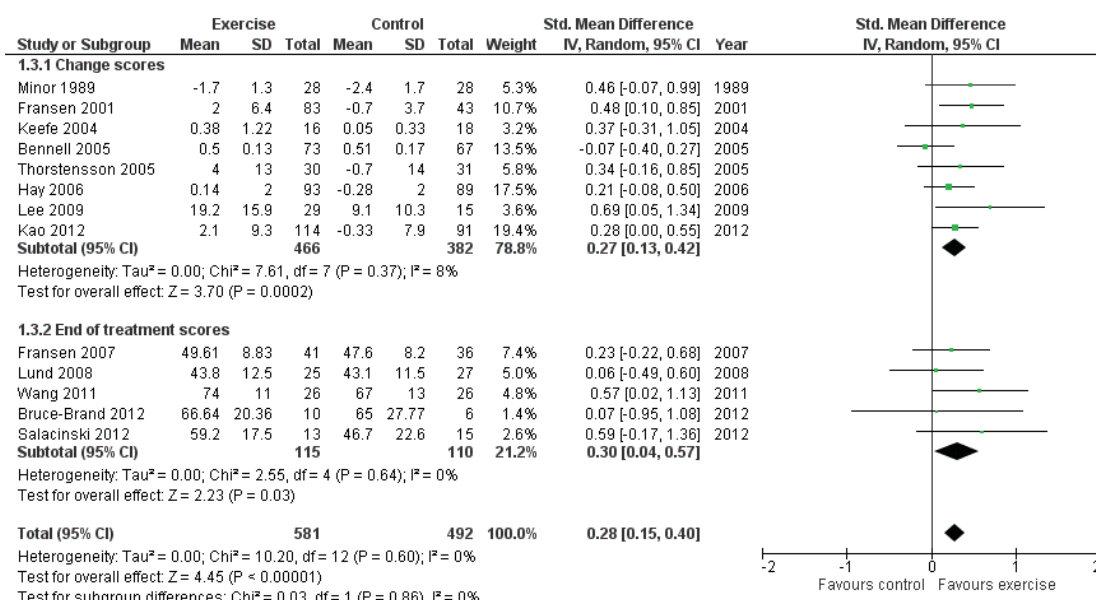 Exercise Control Std. Mean Difference Std. Mean Difference
Study or Subgroup Mean SD Total Mean SD Total Weight IV, Random, 95% CI Year IV, Random, 95% CI
1.3.1 Change scores
Minor 1989 -1.7 1.3 28 -2.4 1.7 28 5.3% 0.46 [-0.07, 0.99] 1989
Fransen 2001 2 6.4 83 -0.7 3.7 43 10.7% 0.48 [0.10, 0.85] 2001
Keefe 2004 0.38 1.22 16 0.05 0.33 18 3.2% 0.37 [-0.31, 1.05] 2004
Bennell 2005 0.5 0.13 73 0.51 0.17 67 13.5% -0.07 [-0.40, 0.27] 2005
Thorstensson 2005 4 13 30 -0.7 14 31 5.8% 0.34 [-0.16, 0.85] 2005
Hay 2006 0.14 2 93 -0.28 2 89 17.5% 0.21 [-0.08, 0.50] 2006
Lee 2009 19.2 15.9 29 9.1 10.3 15 3.6% 0.69 [0.05, 1.34] 2009
Kao 2012 2.1 9.3 114 -0.33 7.9 91 19.4% 0.28 [0.00, 0.55] 2012
Subtotal (95% CI) 466 382 78.8% 0.27 [0.13, 0.42]
Heterogeneity: Tau² = 0.00; Chi² = 7.61, df = 7 (P = 0.37); I² = 8%
Test for overall effect: Z = 3.70 (P = 0.0002)
1.3.2 End of treatment scores
Fransen 2007 49.61 8.83 41 47.6 8.2 36 7.4% 0.23 [-0.22, 0.68] 2007
Lund 2008 43.8 12.5 25 43.1 11.5 27 5.0% 0.06 [-0.49, 0.60] 2008
Wang 2011 74 11 26 67 13 26 4.8% 0.57 [0.02, 1.13] 2011
Bruce-Brand 2012 66.64 20.36 10 65 27.77 6 1.4% 0.07 [-0.95, 1.08] 2012
Salacinski 2012 59.2 17.5 13 46.7 22.6 15 2.6% 0.59 [-0.17, 1.36] 2012
Subtotal (95% CI) 115 110 21.2% 0.30 [0.04, 0.57]
Heterogeneity: Tau² = 0.00; Chi² = 2.55, df = 4 (P = 0.64); I² = 0%
Test for overall effect: Z = 2.23 (P = 0.03)
Total (95% CI) 581 492 100.0% 0.28 [0.15, 0.40]
Heterogeneity: Tau² = 0.00; Chi² = 10.20, df = 12 (P = 0.60); I² = 0%
Test for overall effect: Z = 4.45 (P < 0.00001)
Test for subgroup differences: Chi² = 0.03, df = 1 (P = 0.86), I² = 0%
-2 -1 0 1 2
Favours control Favours exercise